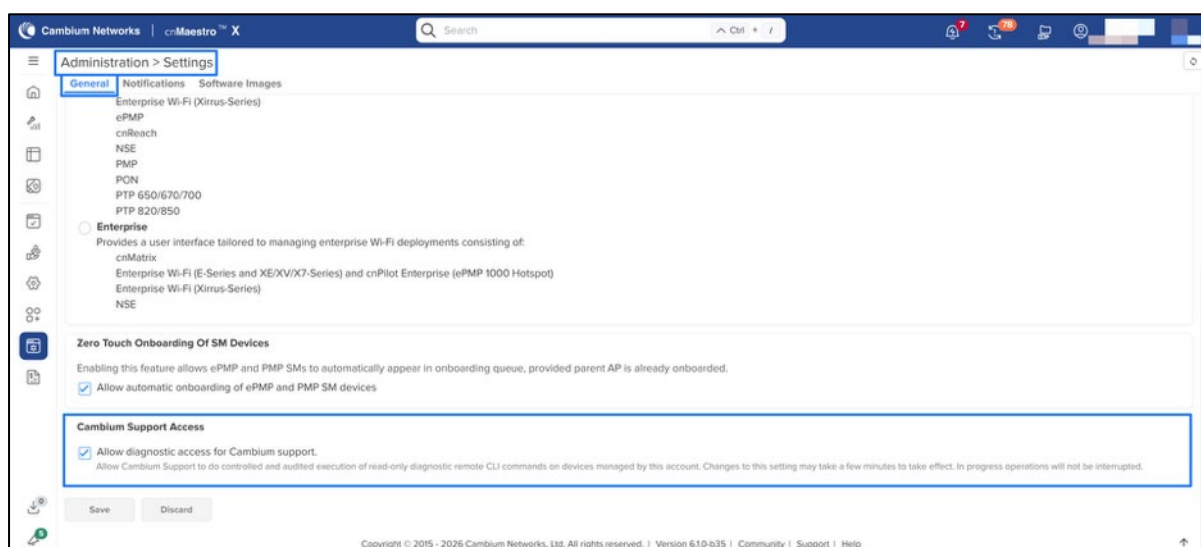 Cambium Networks | cnMaestro™ X
Search
Ctrl + /
7
78
Administration > Settings
General Notifications Software Images
Enterprise Wi-Fi (Xirrus-Series)
ePMP
cnReach
NSE
PMP
PON
PTP 650/670/700
PTP 820/850
Enterprise
Provides a user interface tailored to managing enterprise Wi-Fi deployments consisting of:
cnMatrix
Enterprise Wi-Fi (E-Series and XE/XV/X7-Series) and cnPilot Enterprise (ePMP 1000 Hotspot)
Enterprise Wi-Fi (Xirrus-Series)
NSE
Zero Touch Onboarding Of SM Devices
Enabling this feature allows ePMP and PMP SMs to automatically appear in onboarding queue, provided parent AP is already onboarded.
Allow automatic onboarding of ePMP and PMP SM devices
Cambium Support Access
Allow diagnostic access for Cambium support.
Allow Cambium Support to do controlled and audited execution of read-only diagnostic remote CLI commands on devices managed by this account. Changes to this setting may take a few minutes to take effect. In progress operations will not be interrupted.
0
Save Discard
5
Copyright © 2015 - 2026 Cambium Networks, Ltd. All rights reserved. | Version 6.1.0-b35 | Community | Support | Help